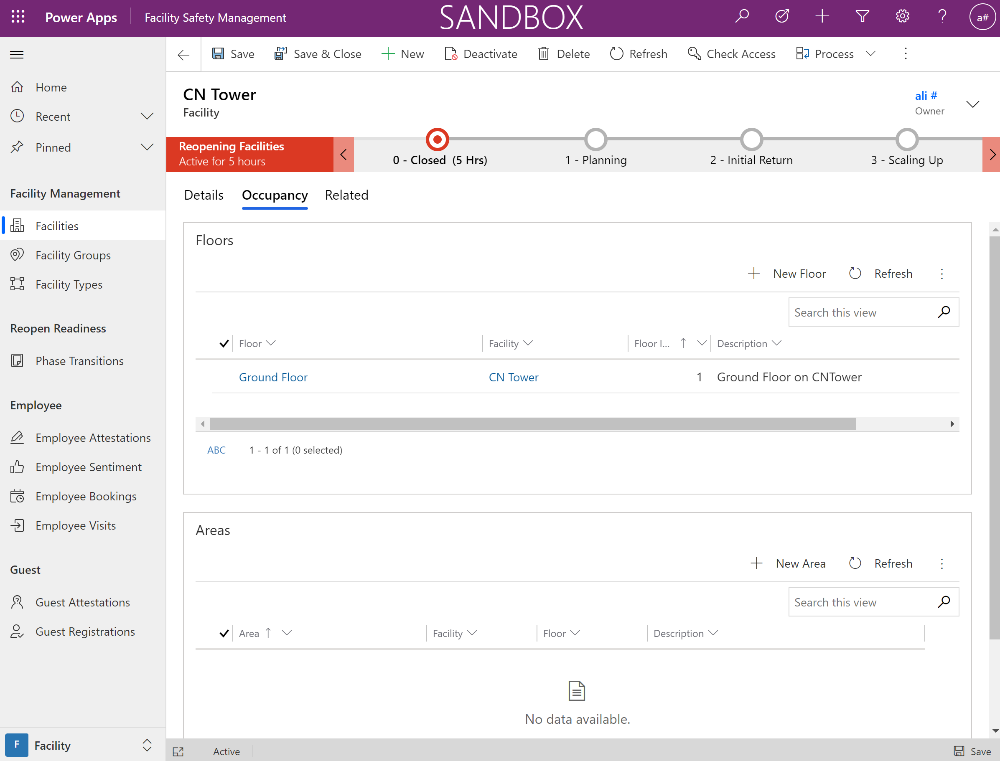 Power Apps
Facility Safety Management
SANDBOX
a#
Save
Save & Close
New
Deactivate
Delete
Refresh
Check Access
Process
Home
Recent
Pinned
Facility Management
Facilities
Facility Groups
Facility Types
Reopen Readiness
Phase Transitions
Employee
Employee Attestations
Employee Sentiment
Employee Bookings
Employee Visits
Guest
Guest Attestations
Guest Registrations
F Facility
CN Tower
Facility
ali #
Owner
Reopening Facilities
Active for 5 hours
0 - Closed (5 Hrs)
1 - Planning
2 - Initial Return
3 - Scaling Up
Details
Occupancy
Related
Floors
New Floor
Refresh
Search this view
Floor
Facility
Floor I...
Description
Ground Floor
CN Tower
1
Ground Floor on CNTower
ABC
1 - 1 of 1 (0 selected)
Areas
New Area
Refresh
Search this view
Area
Facility
Floor
Description
No data available.
Active
Save